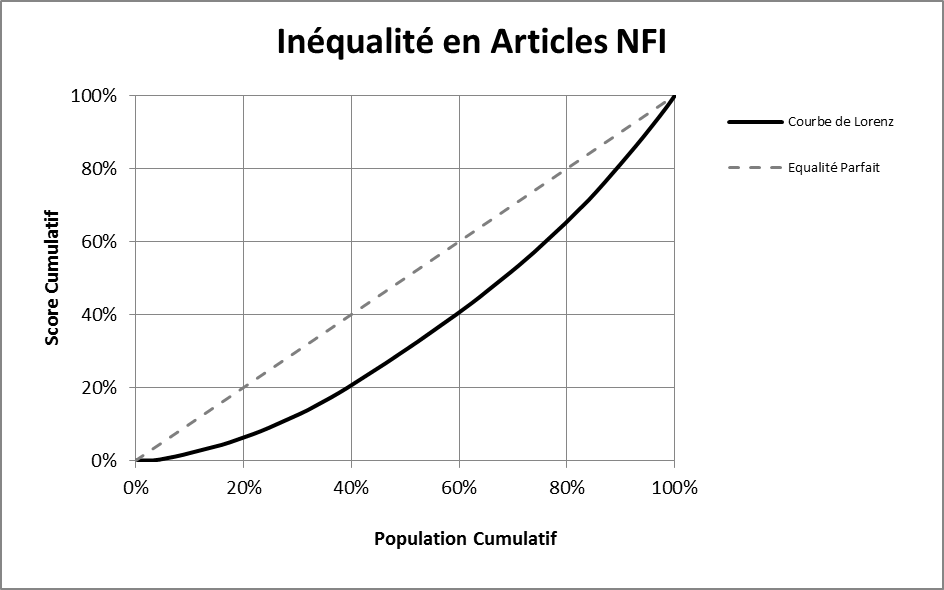 Inéqualité en Articles NFI
100%
80%
60%
40%
20%
0%
Score Cumulatif
0% 20% 40% 60% 80% 100%
Population Cumulatif
Courbe de Lorenz
Equalité Parfait